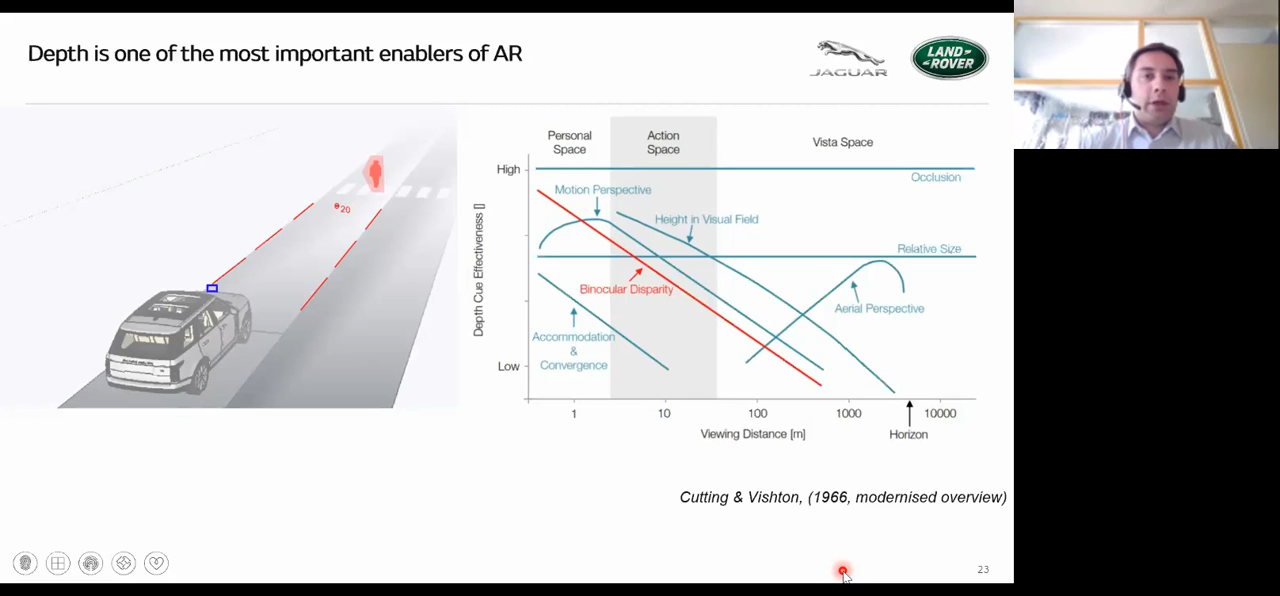 Depth is one of the most important enablers of AR
JAGUAR
LAND
ROVER
20
Personal
Space
Action
Space
Vista Space
High
Occlusion
Motion Perspective
Height in Visual Field
Relative Size
Binocular Disparity
Aerial Perspective
Accommodation
&
Convergence
Low
Depth Cue Effectiveness []
1
10
100
1000
10000
Viewing Distance [m]
Horizon
Cutting & Vishton, (1966, modernised overview)
23